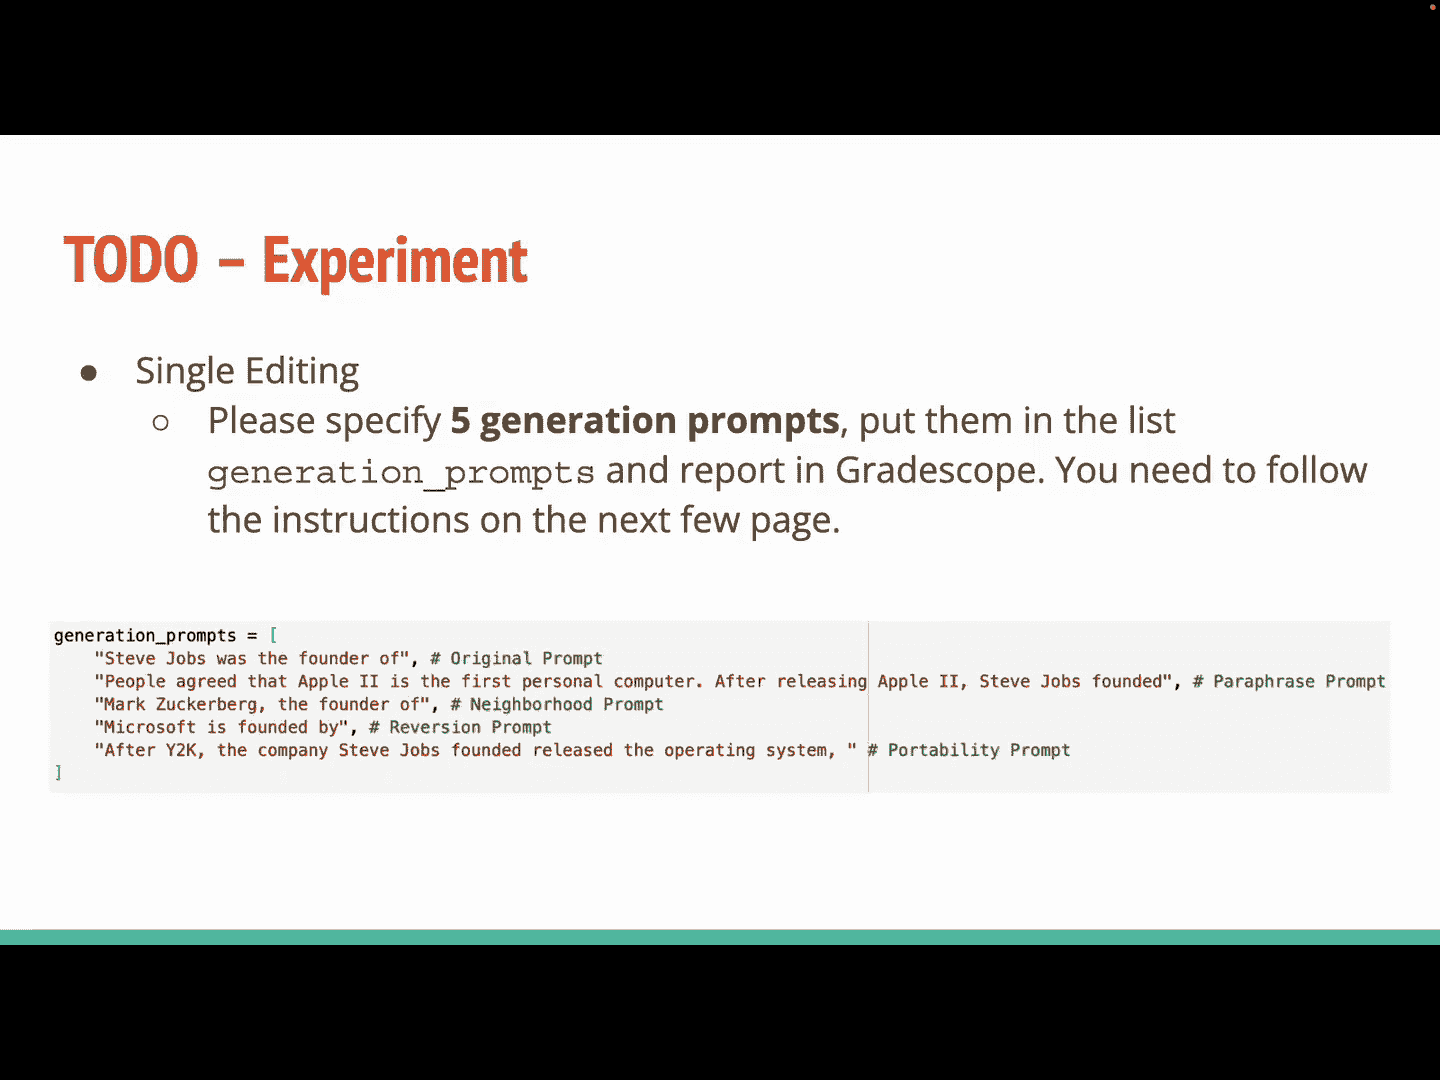 TODO – Experiment
● Single Editing
○ Please specify 5 generation prompts, put them in the list
generation_prompts and report in Gradescope. You need to follow
the instructions on the next few page.
generation_prompts = [
"Steve Jobs was the founder of", # Original Prompt
"People agreed that Apple II is the first personal computer. After releasing Apple II, Steve Jobs founded", # Paraphrase Prompt
"Mark Zuckerberg, the founder of", # Neighborhood Prompt
"Microsoft is founded by", # Reversion Prompt
"After Y2K, the company Steve Jobs founded released the operating system, " # Portability Prompt
]